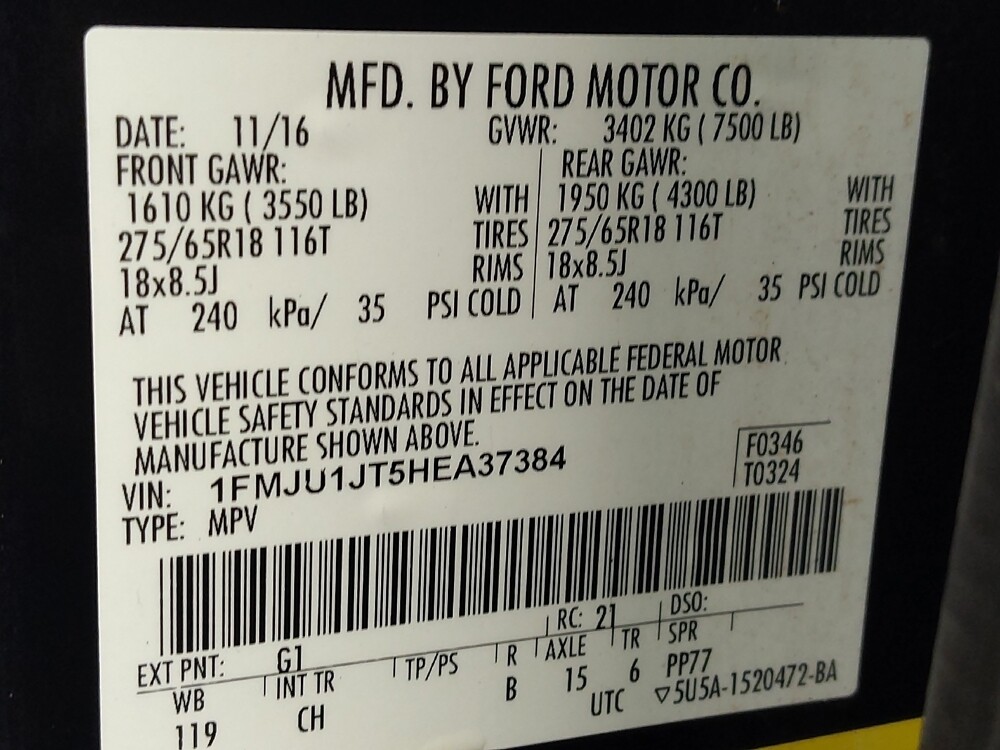 MFD. BY FORD MOTOR CO.
DATE: 11/16 GVWR: 3402 KG ( 7500 LB)
FRONT GAWR: REAR GAWR:
1610 KG ( 3550 LB) WITH 1950 KG ( 4300 LB) WITH
275/65R18 116T TIRES 275/65R18 116T TIRES
18x8.5J RIMS 18x8.5J RIMS
AT 240 kPa/ 35 PSI COLD AT 240 kPa/ 35 PSI COLD
THIS VEHICLE CONFORMS TO ALL APPLICABLE FEDERAL MOTOR
VEHICLE SAFETY STANDARDS IN EFFECT ON THE DATE OF
MANUFACTURE SHOWN ABOVE.
VIN: 1FMJU1JT5HEA37384
F0346
T0324
TYPE: MPV
EXT PNT: G1 RC: 21 DSO:
WB INT TR TP/PS R AXLE TR SPR
119 CH B 15 6 PP77
UTC ▽5U5A-1520472-BA